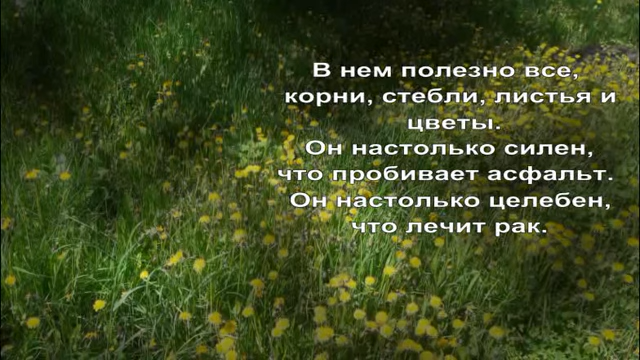 В нем полезно все,
корни, стебли, листья и
цветы.
Он настолько силен,
что пробивает асфальт.
Он настолько целебен,
что лечит рак.